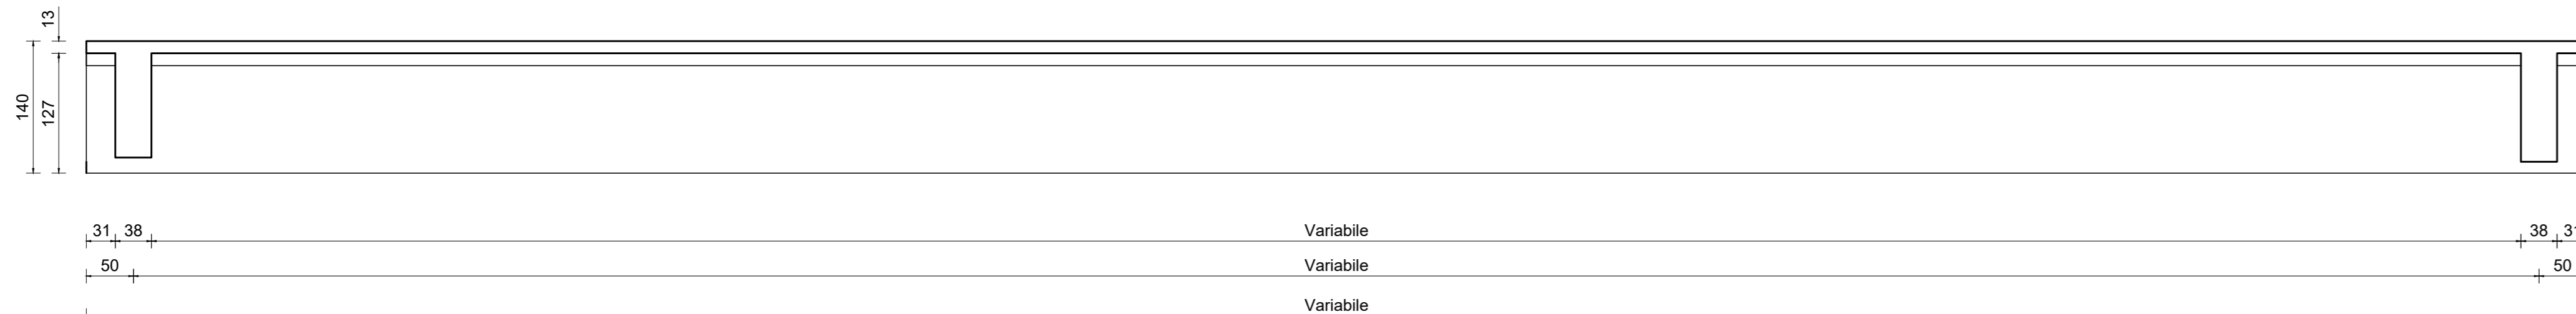 13
140
127
31 38 Variabile 38
50 Variabile 50
Variabile